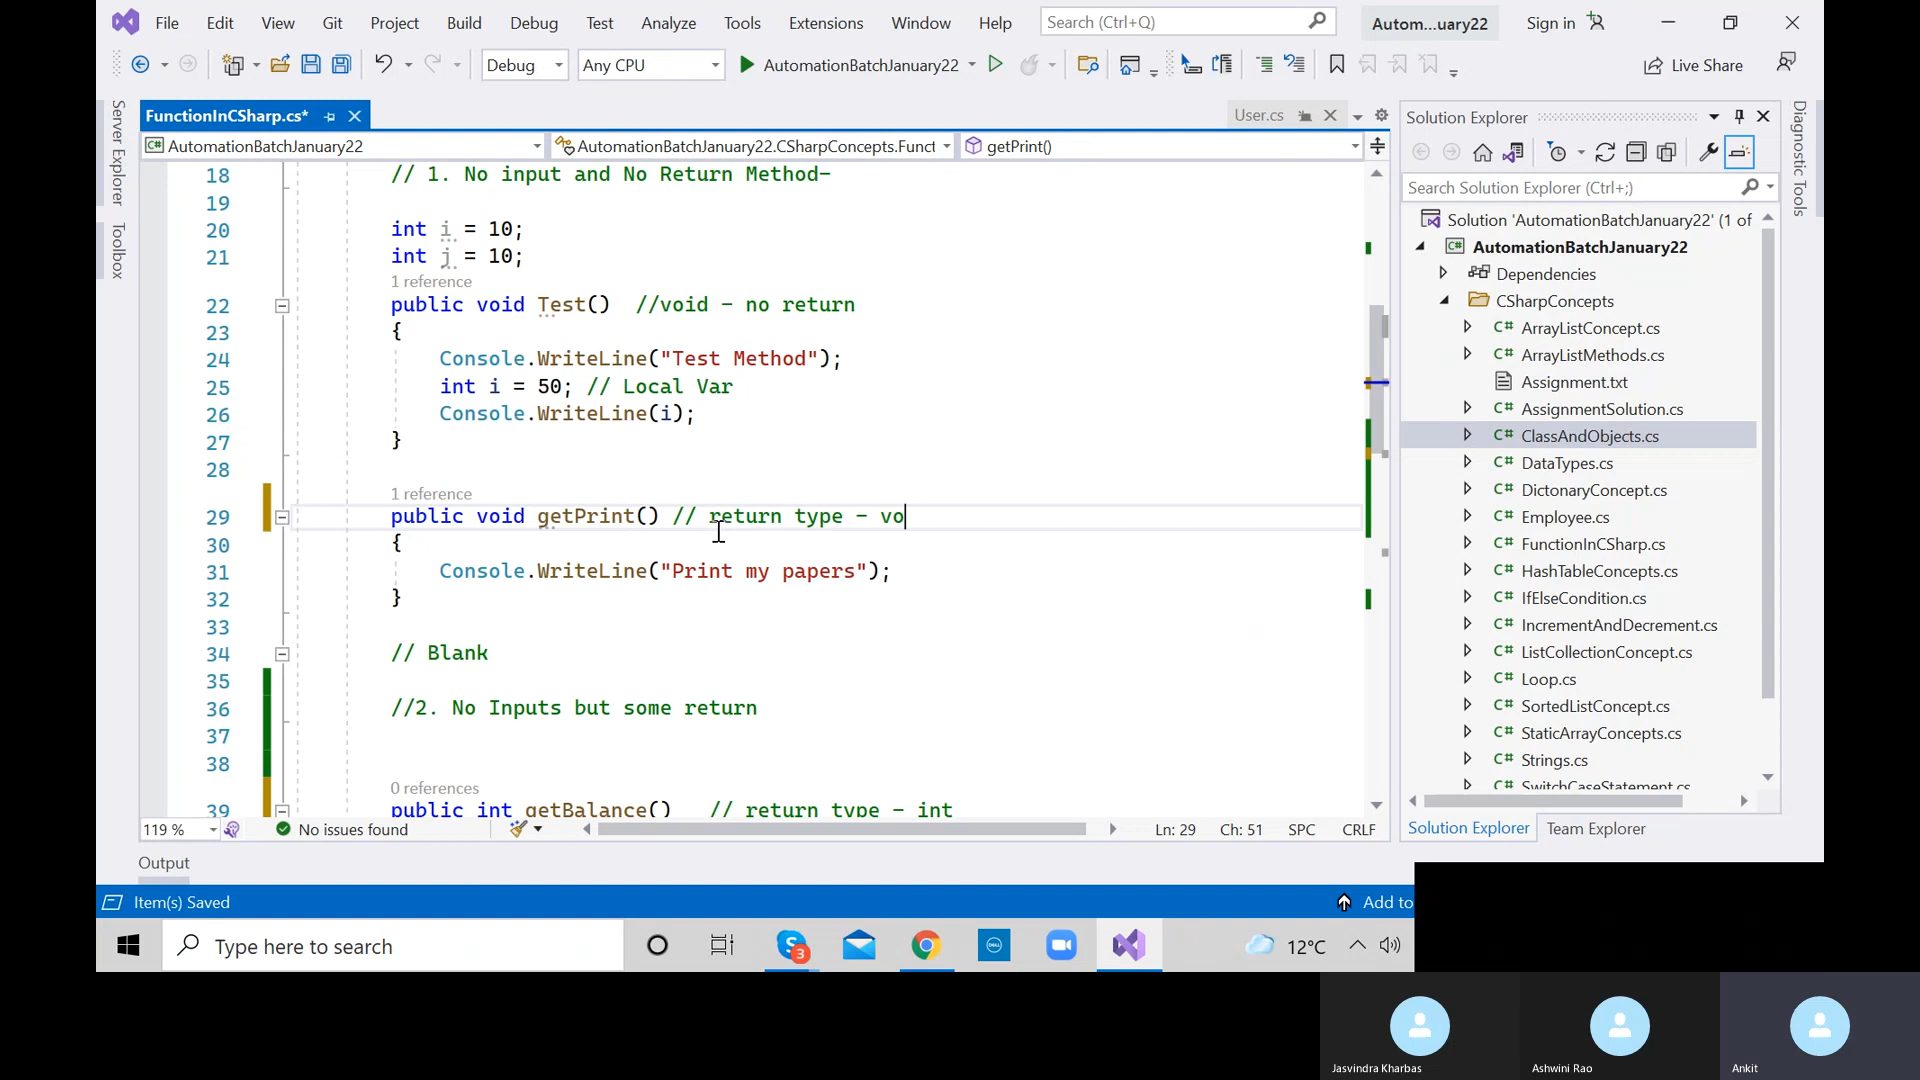 File Edit View Git Project Build Debug Test Analyze Tools Extensions Window Help Search (Ctrl+Q) Autom...uary22 Sign in
Debug Any CPU AutomationBatchJanuary22 Live Share
Server Explorer
Toolbox
FunctionInCSharp.cs* User.cs
AutomationBatchJanuary22 AutomationBatchJanuary22.CSharpConcepts.Funct getPrint()
18 // 1. No input and No Return Method-
19
20 int i = 10;
21 int j = 10;
1 reference
22 public void Test() //void - no return
23 {
24 Console.WriteLine("Test Method");
25 int i = 50; // Local Var
26 Console.WriteLine(i);
27 }
28
1 reference
29 public void getPrint() // return type - vo
30 {
31 Console.WriteLine("Print my papers");
32 }
33
34 // Blank
35
36 //2. No Inputs but some return
37
38
0 references
39 public int getBalance() // return type - int
119 % No issues found Ln: 29 Ch: 51 SPC CRLF
Output
Item(s) Saved Add to
Solution Explorer
Search Solution Explorer (Ctrl+;)
Solution 'AutomationBatchJanuary22' (1 of
C# AutomationBatchJanuary22
Dependencies
CSharpConcepts
C# ArrayListConcept.cs
C# ArrayListMethods.cs
Assignment.txt
C# AssignmentSolution.cs
C# ClassAndObjects.cs
C# DataTypes.cs
C# DictonaryConcept.cs
C# Employee.cs
C# FunctionInCSharp.cs
C# HashTableConcepts.cs
C# IfElseCondition.cs
C# IncrementAndDecrement.cs
C# ListCollectionConcept.cs
C# Loop.cs
C# SortedListConcept.cs
C# StaticArrayConcepts.cs
C# Strings.cs
C# SwitchCaseStatement.cs
Solution Explorer Team Explorer
Diagnostic Tools
Type here to search 3 DELL 12°C
Jasvindra Kharbas Ashwini Rao Ankit